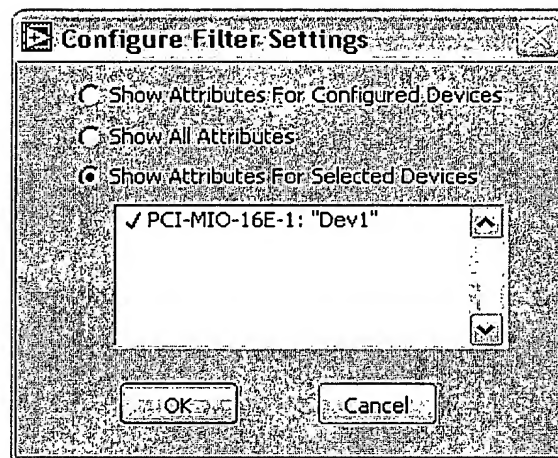 Configure Filter Settings
Show Attributes For Configured Devices
Show All Attributes
Show Attributes For Selected Devices
✓ PCI-MIO-16E-1: "Dev1"
OK
Cancel